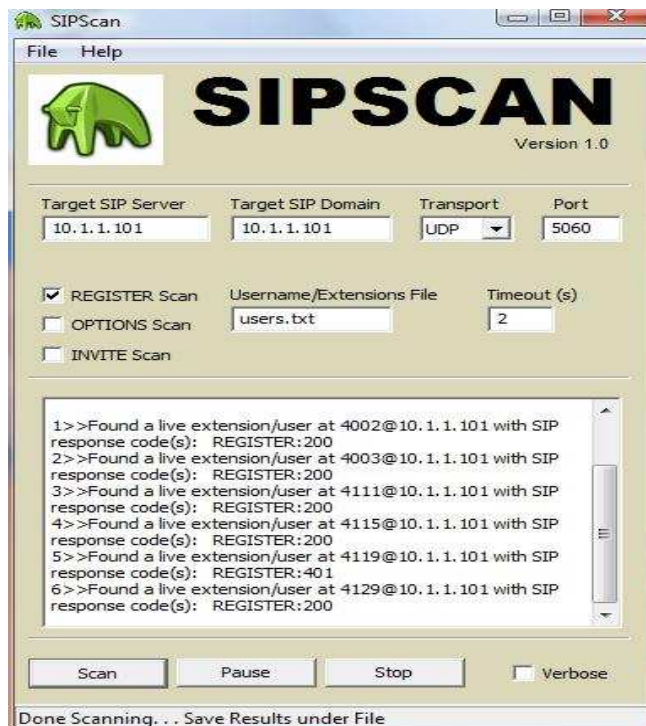 SIPScan
File Help
SIPSCAN
Version 1.0
Target SIP Server Target SIP Domain Transport Port
10.1.1.101 10.1.1.101 UDP 5060
REGISTER Scan Username/Extensions File Timeout (s)
OPTIONS Scan users.txt 2
INVITE Scan
1>>Found a live extension/user at 4002@10.1.1.101 with SIP
response code(s): REGISTER:200
2>>Found a live extension/user at 4003@10.1.1.101 with SIP
response code(s): REGISTER:200
3>>Found a live extension/user at 4111@10.1.1.101 with SIP
response code(s): REGISTER:200
4>>Found a live extension/user at 4115@10.1.1.101 with SIP
response code(s): REGISTER:200
5>>Found a live extension/user at 4119@10.1.1.101 with SIP
response code(s): REGISTER:401
6>>Found a live extension/user at 4129@10.1.1.101 with SIP
response code(s): REGISTER:200
Scan Pause Stop Verbose
Done Scanning. . . Save Results under File